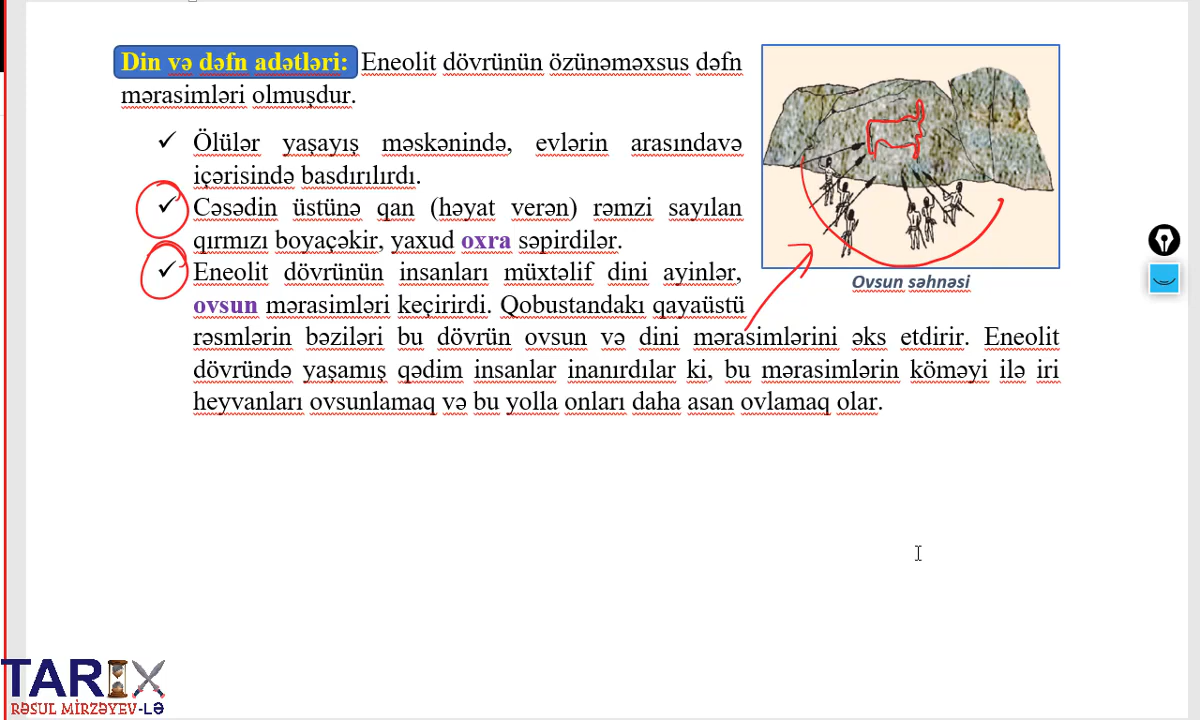 Din və dəfn adətləri: Eneolit dövrünün özünəməxsus dəfn
mərasimləri olmuşdur.
✓ Ölülər yaşayış məskənində, evlərin arasındavə
içərisində basdırılırdı.
✓ Cəsədin üstünə qan (həyat verən) rəmzi sayılan
qırmızı boyaçəkir, yaxud oxra səpirdilər.
✓ Eneolit dövrünün insanları müxtəlif dini ayinlər,
ovsun mərasimləri keçirirdi. Qobustandakı qayaüstü
rəsmlərin bəziləri bu dövrün ovsun və dini mərasimlərini əks etdirir. Eneolit
dövründə yaşamış qədim insanlar inanırdılar ki, bu mərasimlərin köməyi ilə iri
heyvanları ovsunlamaq və bu yolla onları daha asan ovlamaq olar.
Ovsun səhnəsi
TARIX
RƏSUL MİRZƏYEV-LƏ